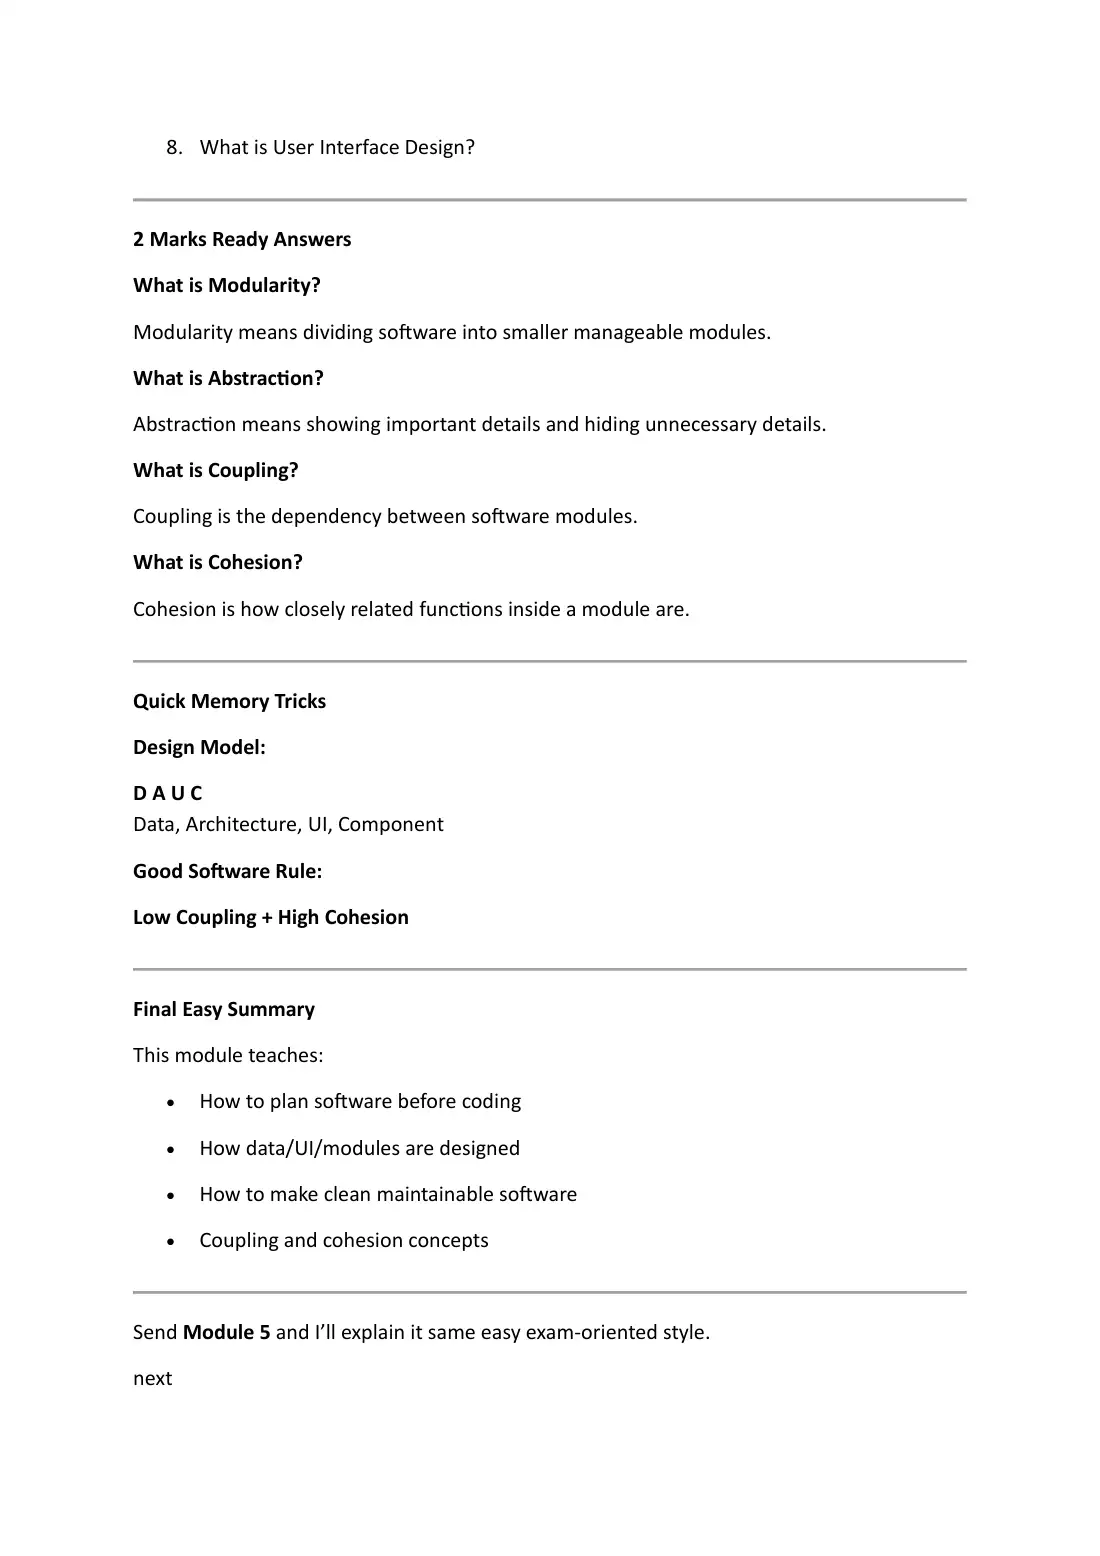 8. What is User Interface Design?
2 Marks Ready Answers
What is Modularity?
Modularity means dividing software into smaller manageable modules.
What is Abstraction?
Abstraction means showing important details and hiding unnecessary details.
What is Coupling?
Coupling is the dependency between software modules.
What is Cohesion?
Cohesion is how closely related functions inside a module are.
Quick Memory Tricks
Design Model:
D A U C
Data, Architecture, UI, Component
Good Software Rule:
Low Coupling + High Cohesion
Final Easy Summary
This module teaches:
• How to plan software before coding
• How data/UI/modules are designed
• How to make clean maintainable software
• Coupling and cohesion concepts
Send Module 5 and I’ll explain it same easy exam-oriented style.
next